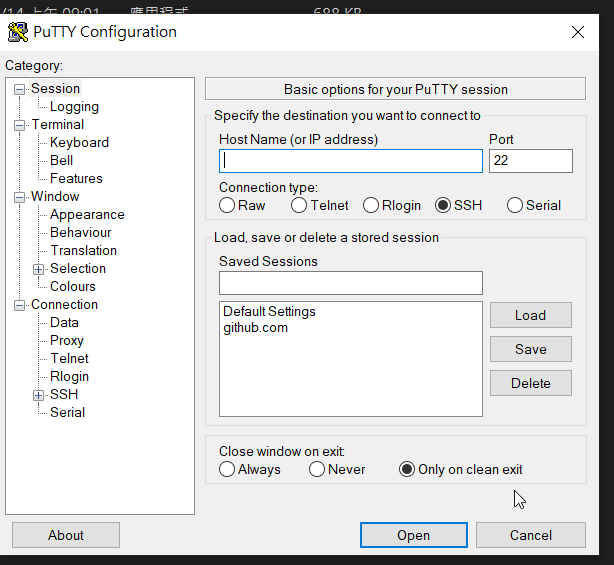 /14 上午 09:01 應用程式 688 KB
PuTTY Configuration
Category:
Session
Logging
Terminal
Keyboard
Bell
Features
Window
Appearance
Behaviour
Translation
Selection
Colours
Connection
Data
Proxy
Telnet
Rlogin
SSH
Serial
Basic options for your PuTTY session
Specify the destination you want to connect to
Host Name (or IP address) Port
22
Connection type:
Raw Telnet Rlogin SSH Serial
Load, save or delete a stored session
Saved Sessions
Default Settings
github.com
Load
Save
Delete
Close window on exit:
Always Never Only on clean exit
About Open Cancel